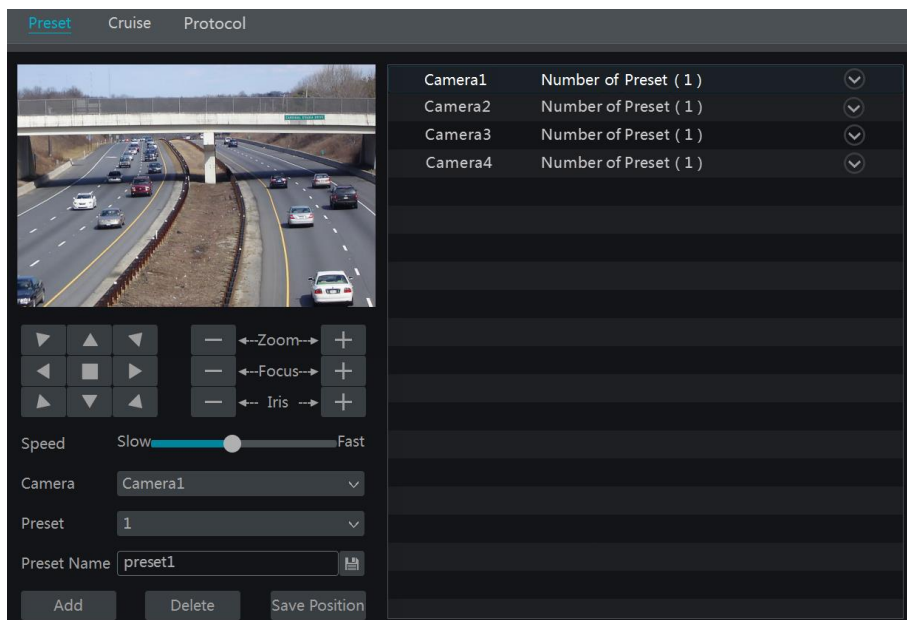 Preset Cruise Protocol
Camera1 Number of Preset ( 1 )
Camera2 Number of Preset ( 1 )
Camera3 Number of Preset ( 1 )
Camera4 Number of Preset ( 1 )
Zoom
Focus
Iris
Speed Slow Fast
Camera Camera1
Preset 1
Preset Name preset1
Add Delete Save Position